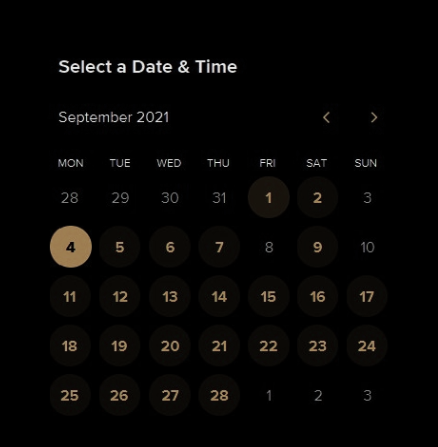 Select a Date & Time
September 2021
MON TUE WED THU FRI SAT SUN
28 29 30 31 1 2 3
4 5 6 7 8 9 10
11 12 13 14 15 16 17
18 19 20 21 22 23 24
25 26 27 28 1 2 3